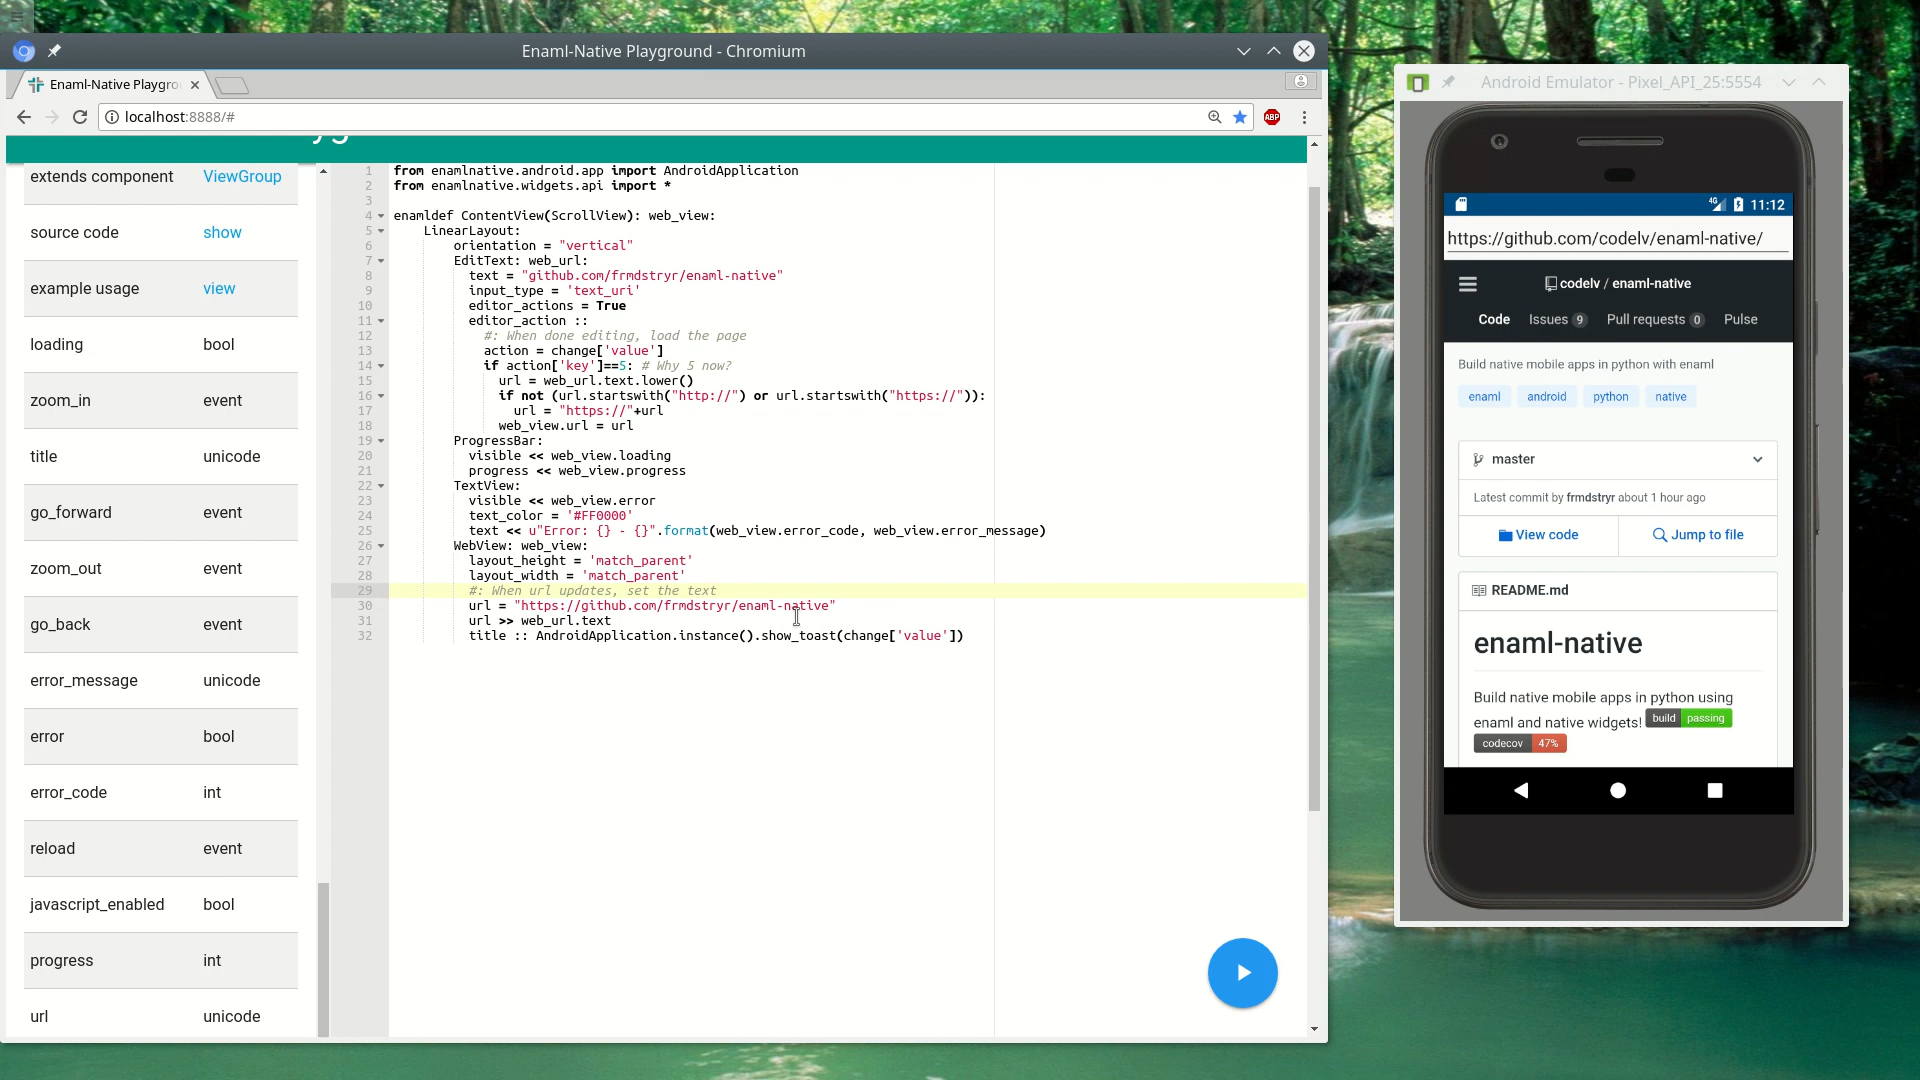 Enaml-Native Playground - Chromium
Enaml-Native Playgro
localhost:8888/#
ABP
extends component ViewGroup
source code show
example usage view
loading bool
zoom_in event
title unicode
go_forward event
zoom_out event
go_back event
error_message unicode
error bool
error_code int
reload event
javascript_enabled bool
progress int
url unicode
1 from enamlnative.android.app import AndroidApplication
2 from enamlnative.widgets.api import *
3
4 enamldef ContentView(ScrollView): web_view:
5 LinearLayout:
6 orientation = "vertical"
7 EditText: web_url:
8 text = "github.com/frmdstryr/enaml-native"
9 input_type = 'text_uri'
10 editor_actions = True
11 editor_action ::
12 #: When done editing, load the page
13 action = change['value']
14 if action['key']==5: # Why 5 now?
15 url = web_url.text.lower()
16 if not (url.startswith("http://") or url.startswith("https://")):
17 url = "https://"+url
18 web_view.url = url
19 ProgressBar:
20 visible << web_view.loading
21 progress << web_view.progress
22 TextView:
23 visible << web_view.error
24 text_color = '#FF0000'
25 text << u"Error: {} - {}".format(web_view.error_code, web_view.error_message)
26 WebView: web_view:
27 layout_height = 'match_parent'
28 layout_width = 'match_parent'
29 #: When url updates, set the text
30 url = "https://github.com/frmdstryr/enaml-native"
31 url >> web_url.text
32 title :: AndroidApplication.instance().show_toast(change['value'])
Android Emulator - Pixel_API_25:5554
4G 11:12
https://github.com/codelv/enaml-native/
codelv / enaml-native
Code Issues 9 Pull requests 0 Pulse
Build native mobile apps in python with enaml
enaml android python native
master
Latest commit by frmdstryr about 1 hour ago
View code Jump to file
README.md
enaml-native
Build native mobile apps in python using
enaml and native widgets! build passing
codecov 47%